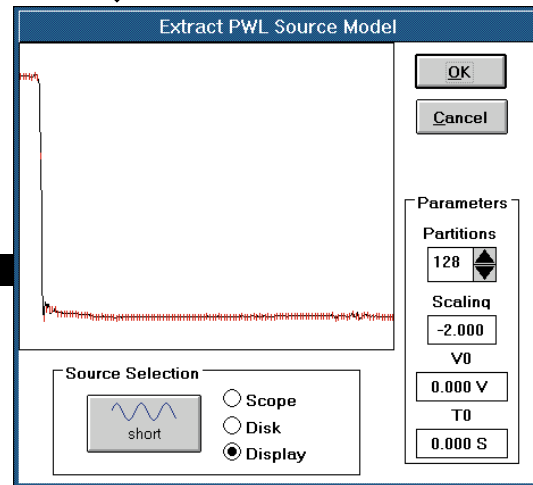 Extract PWL Source Model
OK
Cancel
Parameters
Partitions
128
Scaling
-2.000
V0
0.000 V
T0
0.000 S
Source Selection
short
Scope
Disk
Display